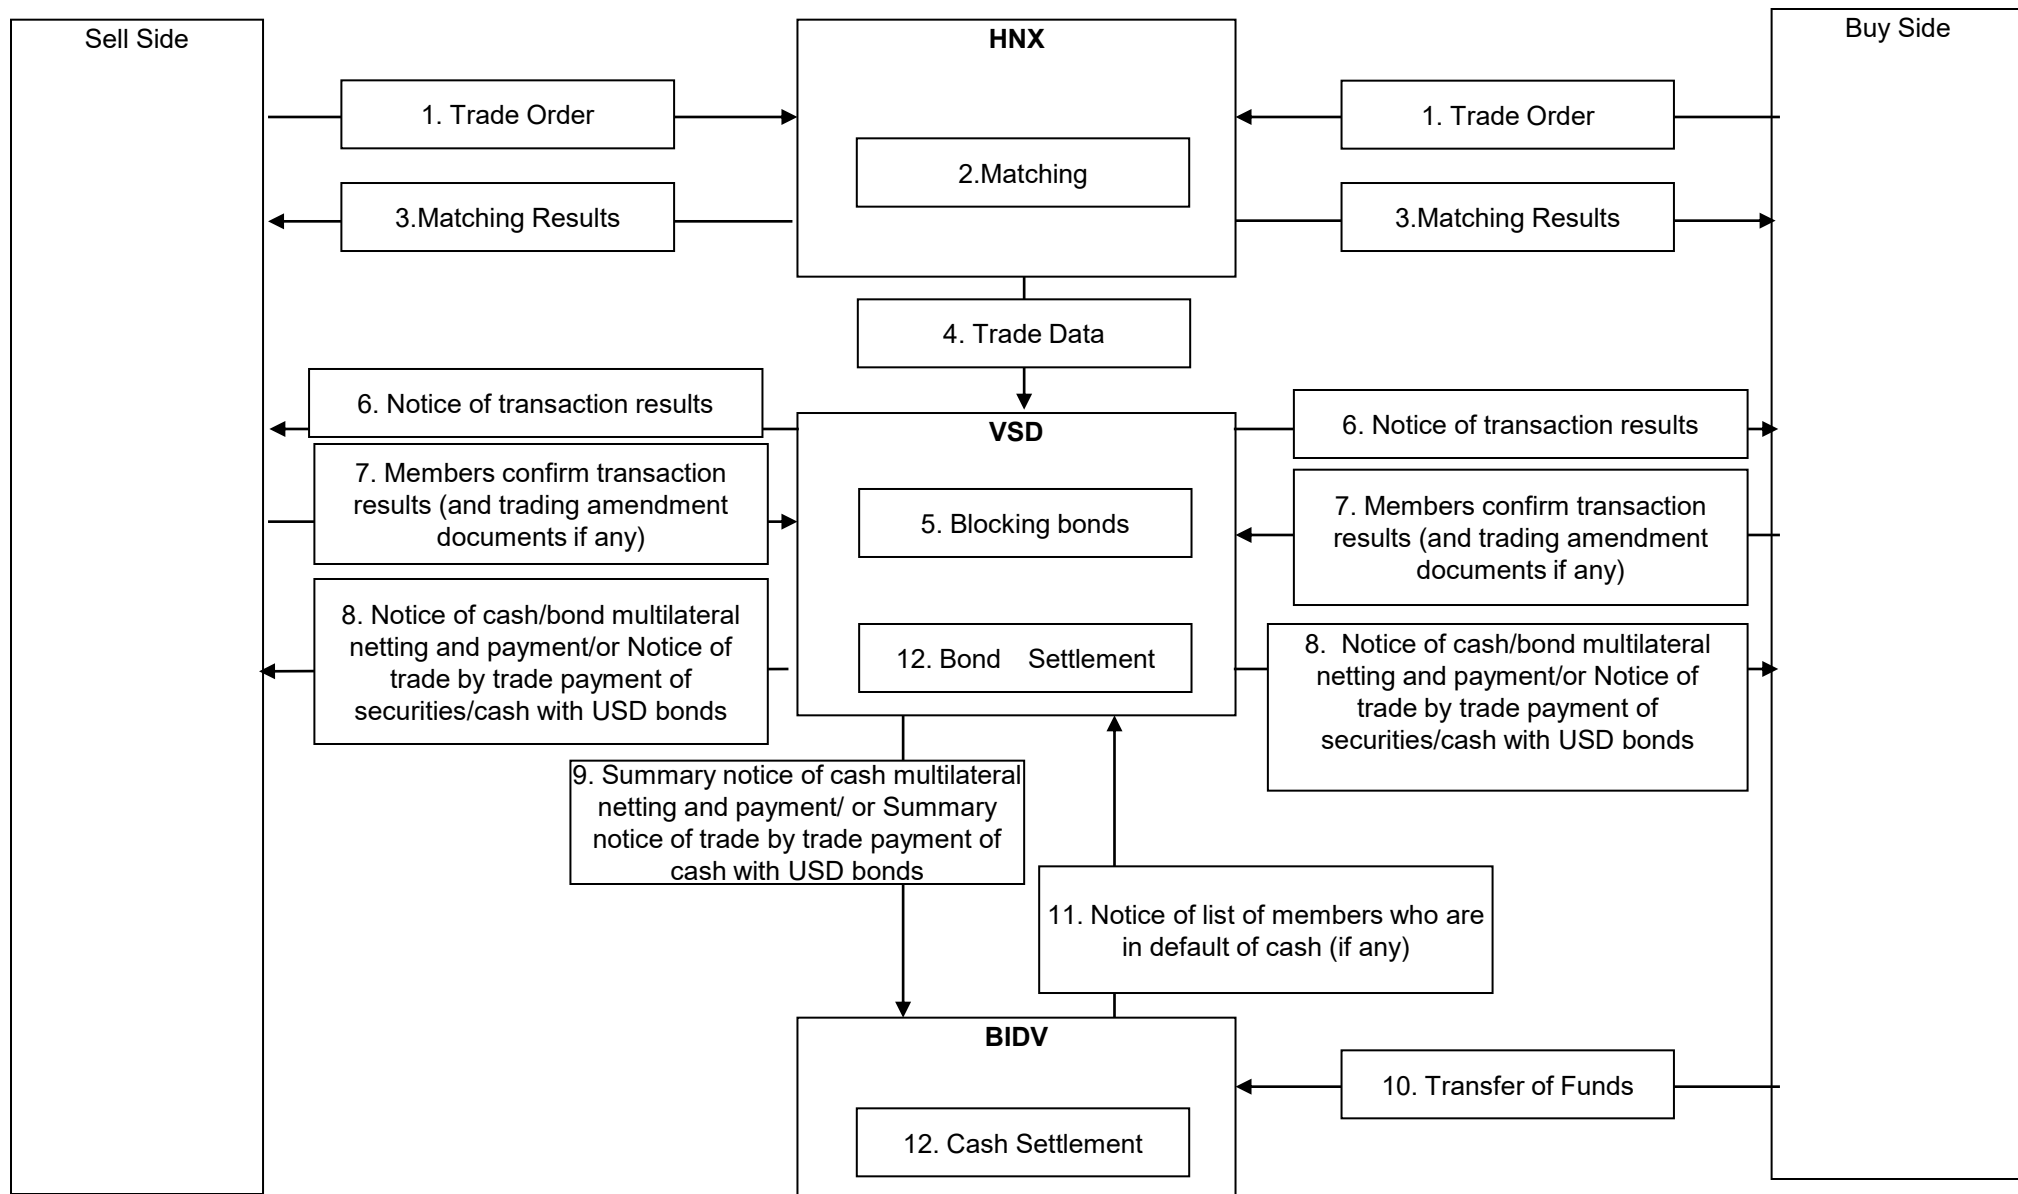 Sell Side
HNX
Buy Side
1. Trade Order
1. Trade Order
2.Matching
3.Matching Results
3.Matching Results
4. Trade Data
6. Notice of transaction results
6. Notice of transaction results
VSD
7. Members confirm transaction
results (and trading amendment
documents if any)
5. Blocking bonds
7. Members confirm transaction
results (and trading amendment
documents if any)
8. Notice of cash/bond multilateral
netting and payment/or Notice of
trade by trade payment of
securities/cash with USD bonds
12. Bond Settlement
8. Notice of cash/bond multilateral
netting and payment/or Notice of
trade by trade payment of
securities/cash with USD bonds
9. Summary notice of cash multilateral
netting and payment/ or Summary
notice of trade by trade payment of
cash with USD bonds
11. Notice of list of members who are
in default of cash (if any)
BIDV
10. Transfer of Funds
12. Cash Settlement